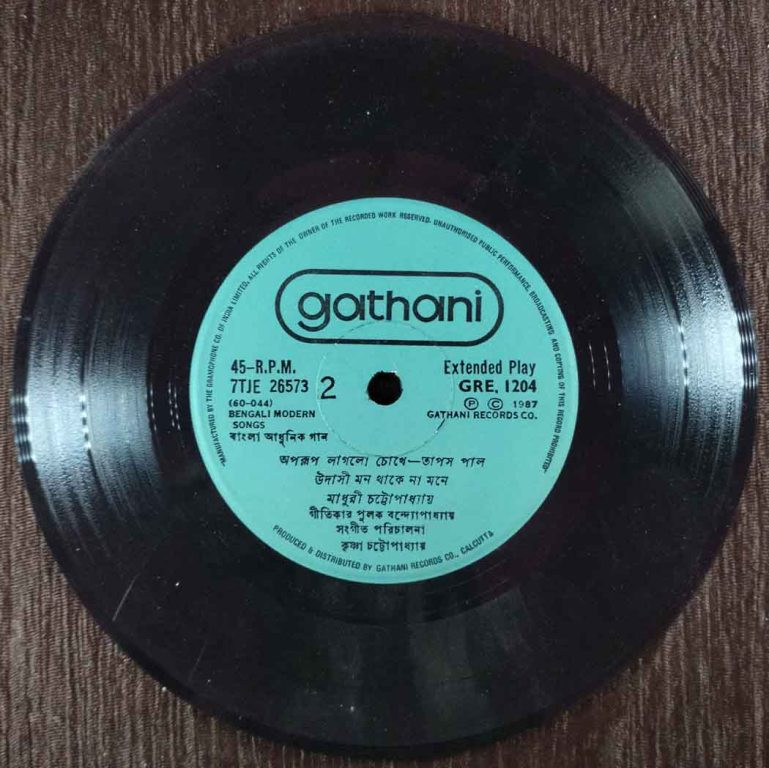 "MANUFACTURED BY THE GRAMOPHONE CO. OF INDIA LIMITED, ALL RIGHTS OF THE OWNER OF THE RECORDED WORK RESERVED. UNAUTHORISED PUBLIC PERFORMANCE, BROADCASTING AND COPYING OF THIS RECORD PROHIBITED"
gathani
45-R.P.M. Extended Play
7TJE 26573 2 GRE, 1204
(60-044) Ⓟ © 1987
BENGALI MODERN GATHANI RECORDS CO.
SONGS
বাংলা আধুনিক গান
অপরূপ লাগলো চোখে—তাপস পাল
উদাসী মন থাকে না মনে
মাধুরী চট্টোপাধ্যায়
গীতিকার পুলক বন্দ্যোপাধ্যায়
সংগীত পরিচালনা
কৃষ্ণা চট্টোপাধ্যায়
PRODUCED & DISTRIBUTED BY GATHANI RECORDS CO., CALCUTTA